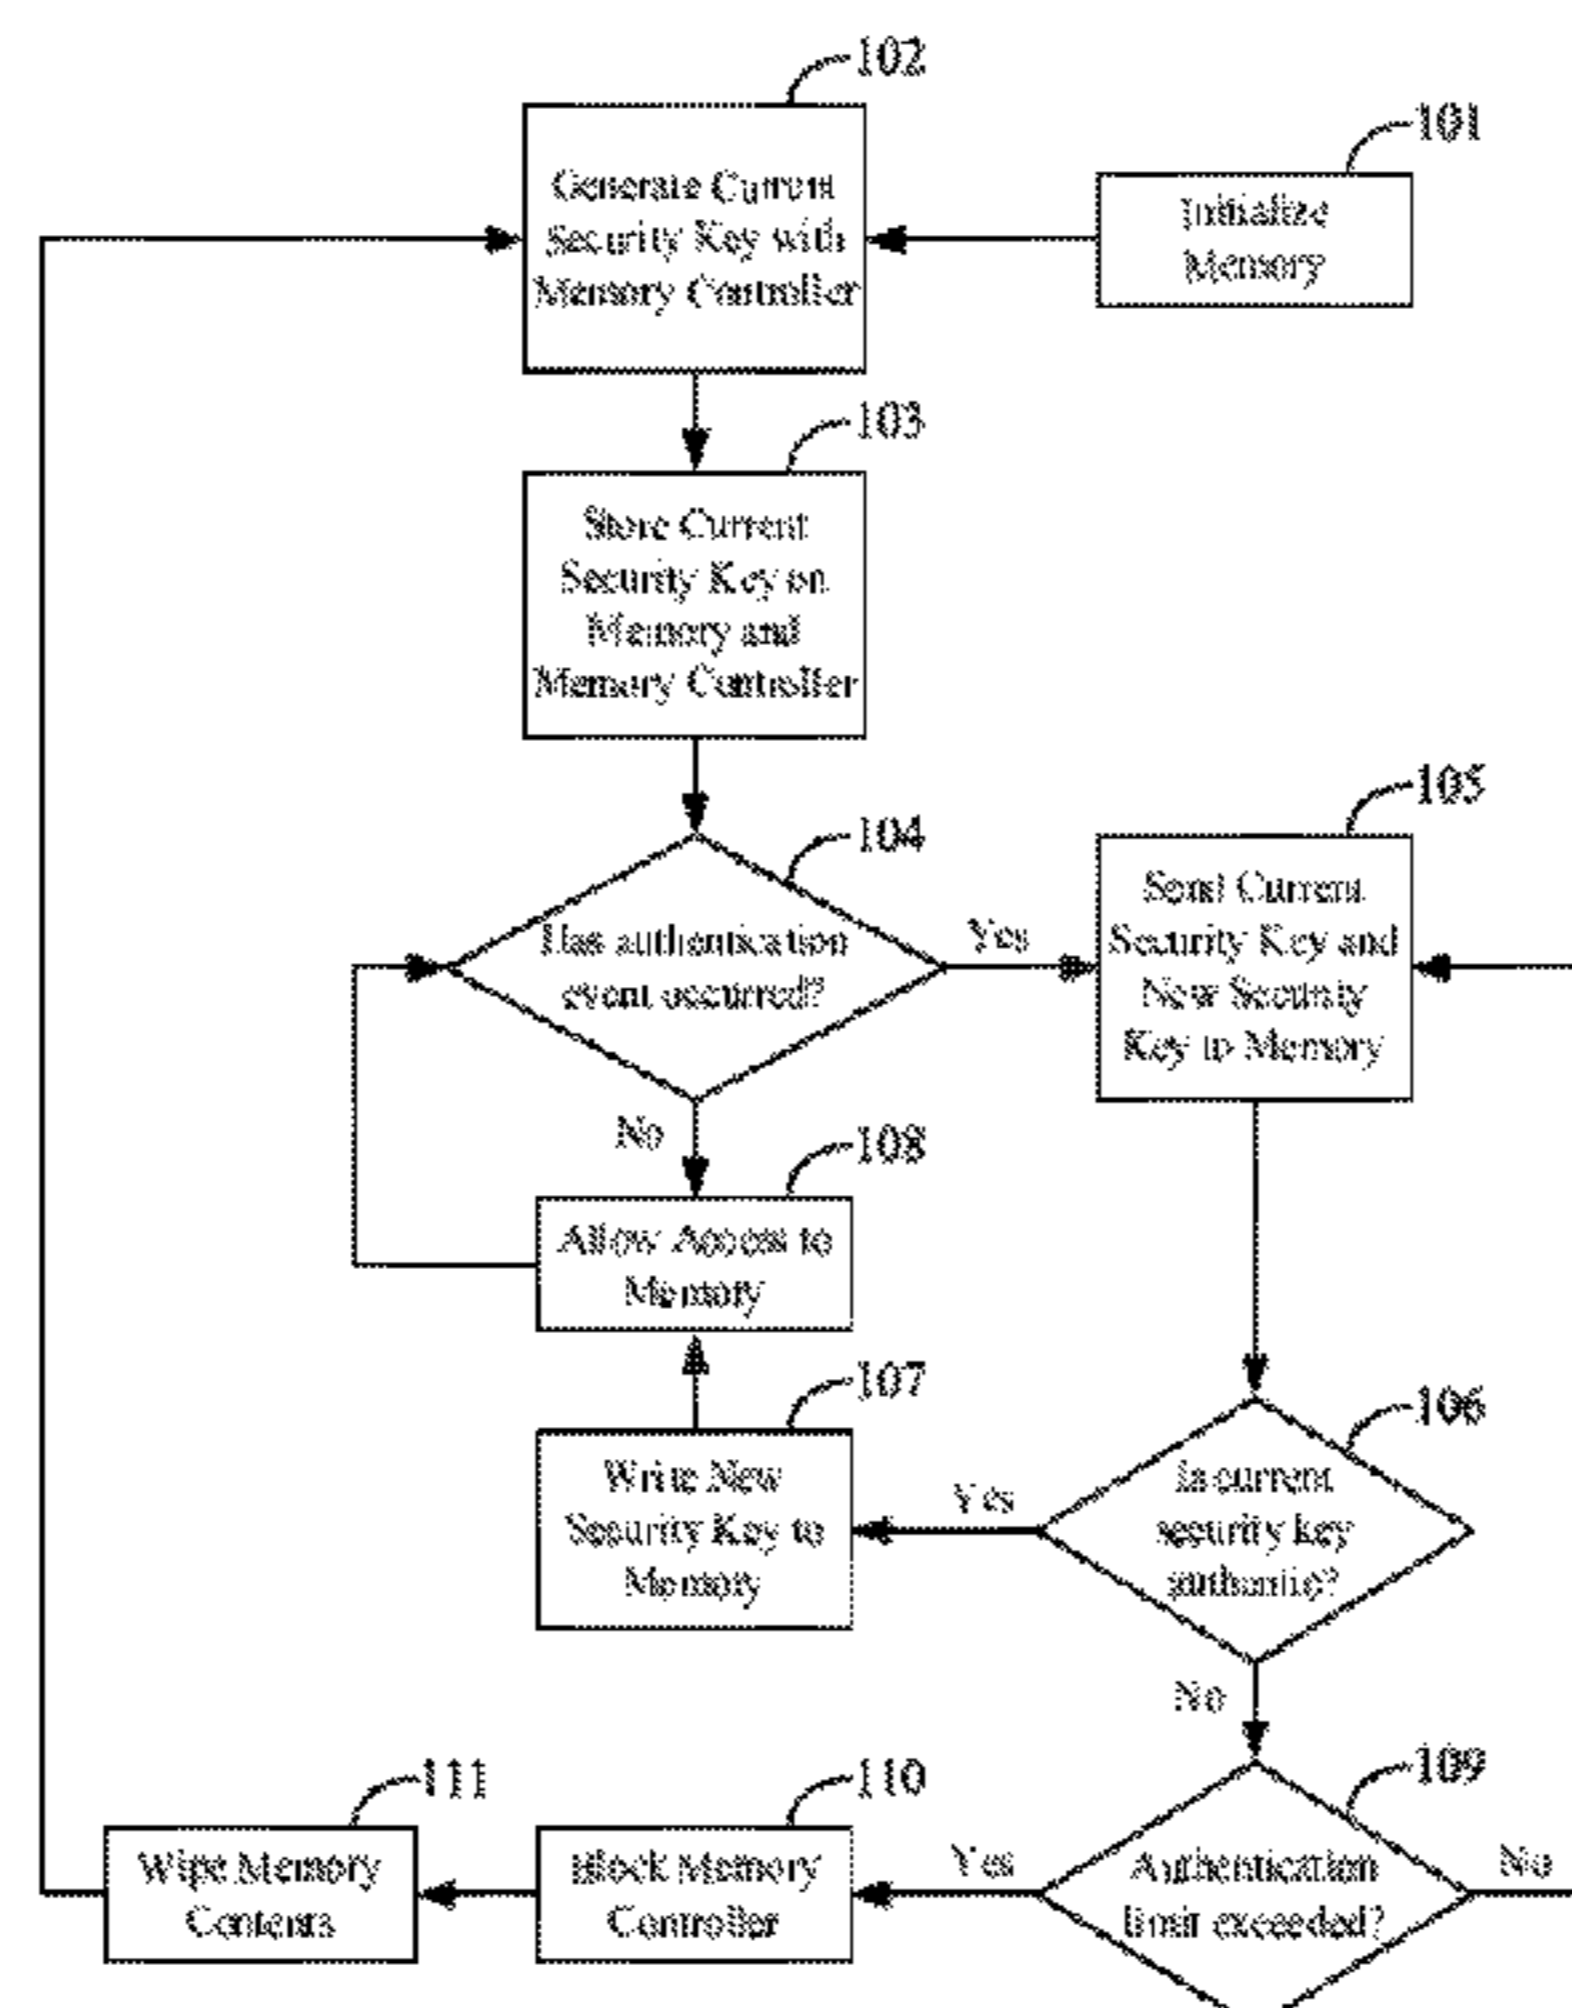 102
Generate Current
Security Key with
Memory Controller
101
Initialize
Memory
103
Store Current
Security Key on
Memory and
Memory Controller
104
Has authentication
event occurred?
Yes
No
105
Send Current
Security Key and
New Security
Key to Memory
108
Allow Access to
Memory
107
Write New
Security Key to
Memory
106
Is current
security key
authentic?
Yes
No
109
Authentication
limit exceeded?
Yes
No
110
Block Memory
Controller
111
Wipe Memory
Contents